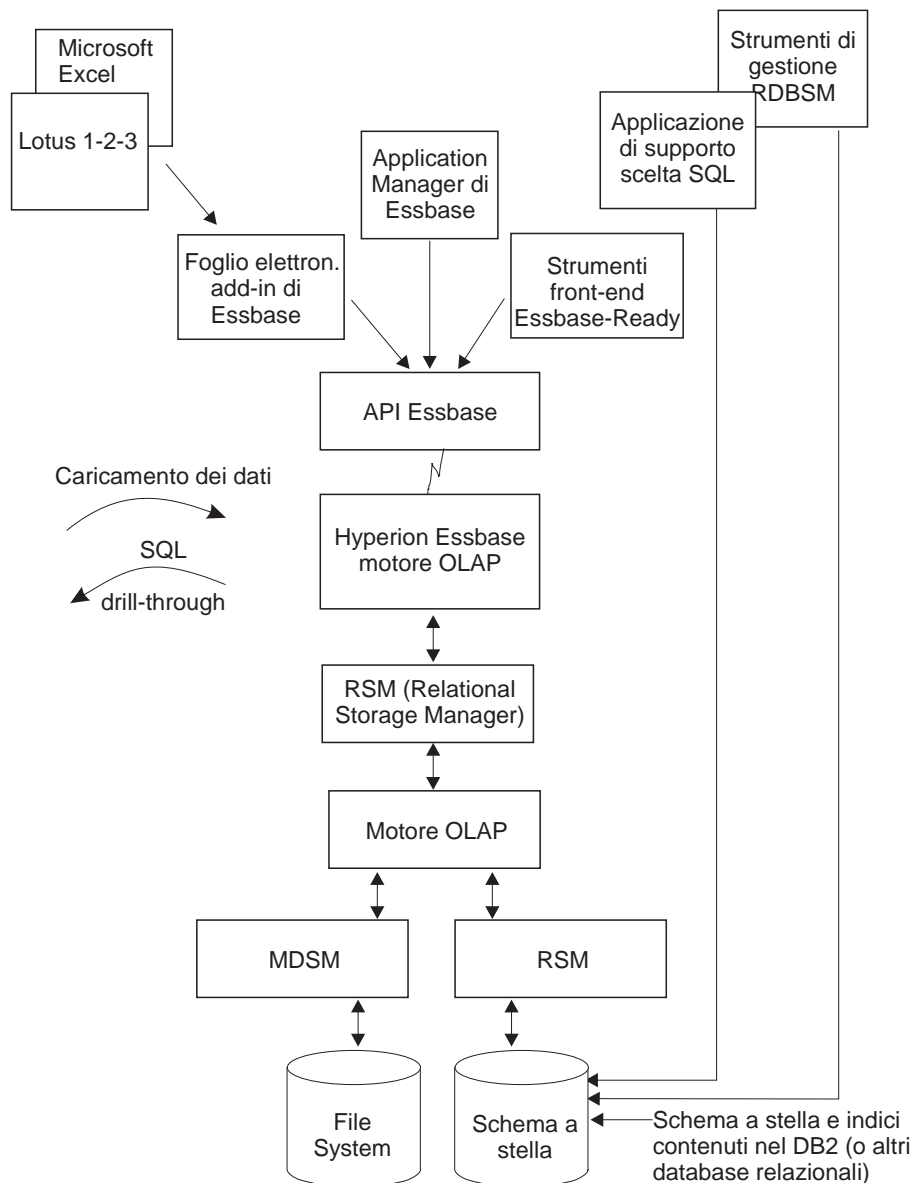 Microsoft
Excel
Lotus 1-2-3
Strumenti di
gestione
RDBSM
Applicazione
di supporto
scelta SQL
Application
Manager di
Essbase
Foglio elettron.
add-in di
Essbase
Strumenti
front-end
Essbase-Ready
API Essbase
Caricamento dei dati
SQL
drill-through
Hyperion Essbase
motore OLAP
RSM (Relational
Storage Manager)
Motore OLAP
MDSM
RSM
File
System
Schema a
stella
Schema a stella e indici
contenuti nel DB2 (o altri
database relazionali)